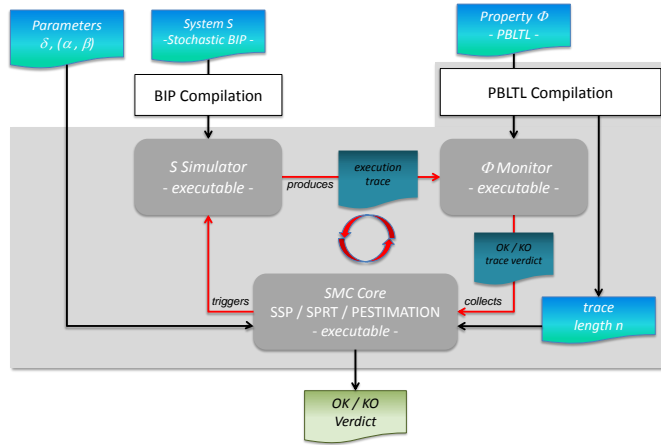 Parameters
δ , (α , β)
System S
-Stochastic BIP -
Property Φ
- PBLTL -
BIP Compilation
PBLTL Compilation
S Simulator
- executable -
produces
execution
trace
Φ Monitor
- executable -
OK / KO
trace verdict
triggers
SMC Core
SSP / SPRT / PESTIMATION
- executable -
collects
trace
length n
OK / KO
Verdict